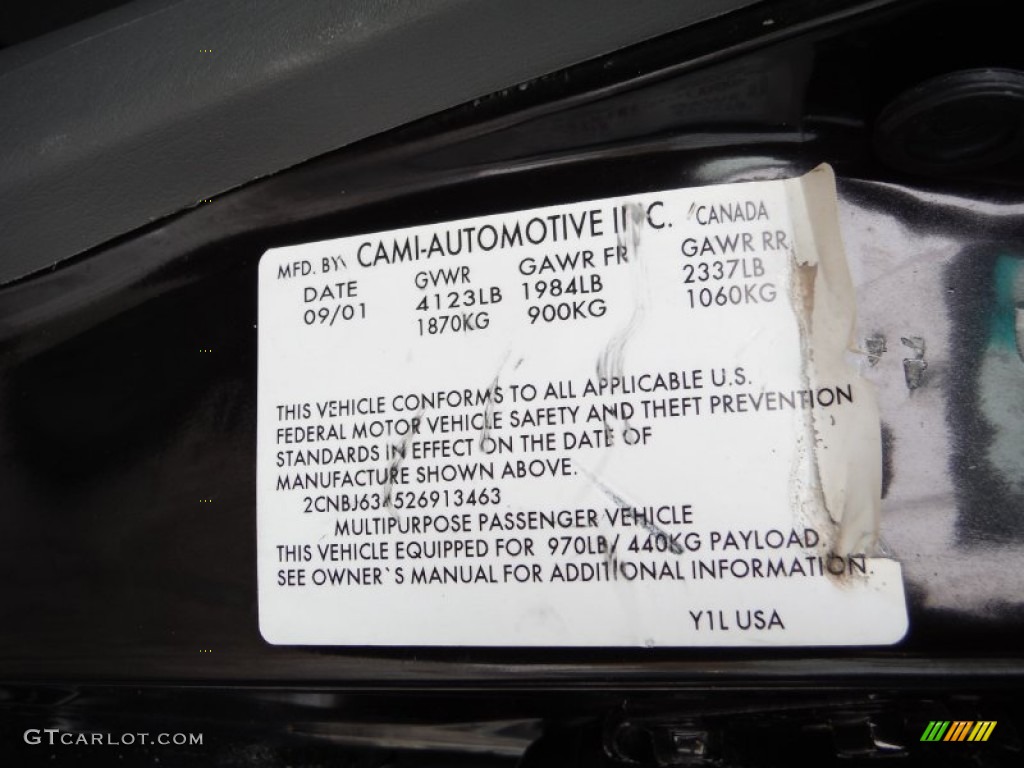 MFD. BY CAMI-AUTOMOTIVE INC. CANADA
DATE GVWR GAWR FR GAWR RR
09/01 4123LB 1984LB 2337LB
1870KG 900KG 1060KG
THIS VEHICLE CONFORMS TO ALL APPLICABLE U.S.
FEDERAL MOTOR VEHICLE SAFETY AND THEFT PREVENTION
STANDARDS IN EFFECT ON THE DATE OF
MANUFACTURE SHOWN ABOVE.
2CNBJ634526913463
MULTIPURPOSE PASSENGER VEHICLE
THIS VEHICLE EQUIPPED FOR 970LB/ 440KG PAYLOAD.
SEE OWNER`S MANUAL FOR ADDITIONAL INFORMATION.
Y1L USA
GTCARLOT.COM